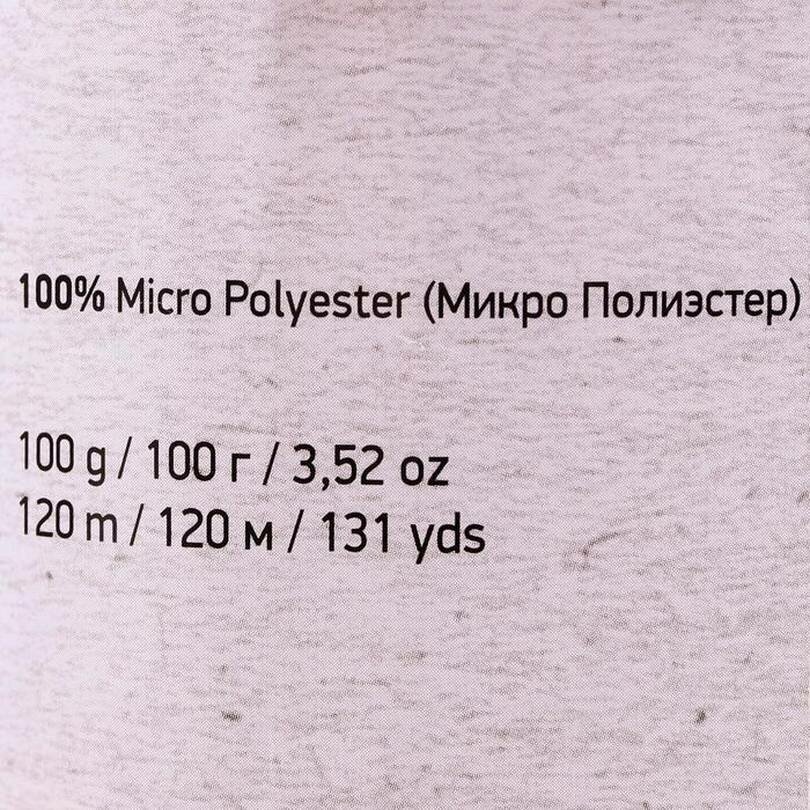 100% Micro Polyester (Микро Полиэстер)
100 g / 100 г / 3,52 oz
120 m / 120 м / 131 yds